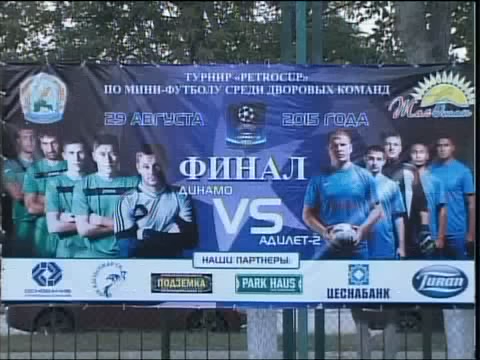 ТУРНИР «PETROCUP»
ПО МИНИ-ФУТБОЛУ СРЕДИ ДВОРОВЫХ КОМАНД
29 АВГУСТА 2015 ГОДА
ФИНАЛ
ДИНАМО
VS
АДИЛЕТ-2
НАШИ ПАРТНЕРЫ:
ОСНОВАНИЕ
ПОДЗЕМКА
PARK HAUS
ЦЕСНАБАНК
Turan